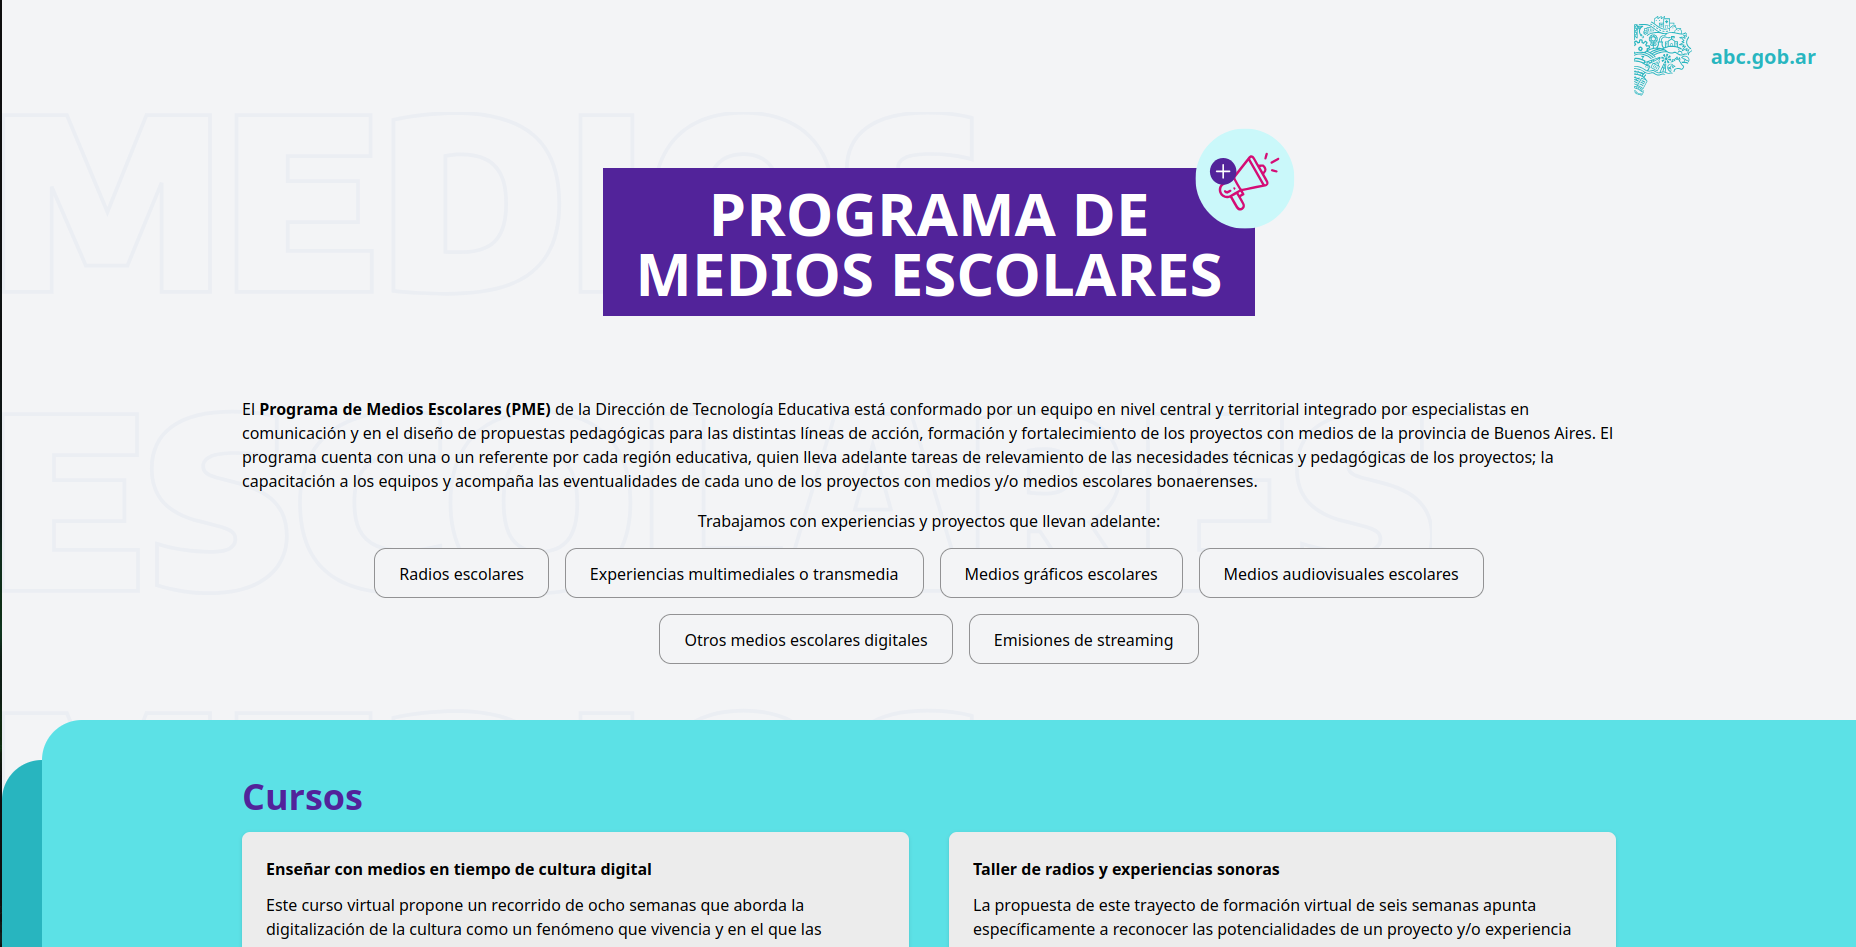 abc.gob.ar
MEDIOS
PROGRAMA DE
MEDIOS ESCOLARES
ESCOLARES
El Programa de Medios Escolares (PME) de la Dirección de Tecnología Educativa está conformado por un equipo en nivel central y territorial integrado por especialistas en
comunicación y en el diseño de propuestas pedagógicas para las distintas líneas de acción, formación y fortalecimiento de los proyectos con medios de la provincia de Buenos Aires. El
programa cuenta con una o un referente por cada región educativa, quien lleva adelante tareas de relevamiento de las necesidades técnicas y pedagógicas de los proyectos; la
capacitación a los equipos y acompaña las eventualidades de cada uno de los proyectos con medios y/o medios escolares bonaerenses.
Trabajamos con experiencias y proyectos que llevan adelante:
Radios escolares
Experiencias multimediales o transmedia
Medios gráficos escolares
Medios audiovisuales escolares
Otros medios escolares digitales
Emisiones de streaming
Cursos
Enseñar con medios en tiempo de cultura digital
Este curso virtual propone un recorrido de ocho semanas que aborda la
digitalización de la cultura como un fenómeno que vivencia y en el que las
Taller de radios y experiencias sonoras
La propuesta de este trayecto de formación virtual de seis semanas apunta
específicamente a reconocer las potencialidades de un proyecto y/o experiencia